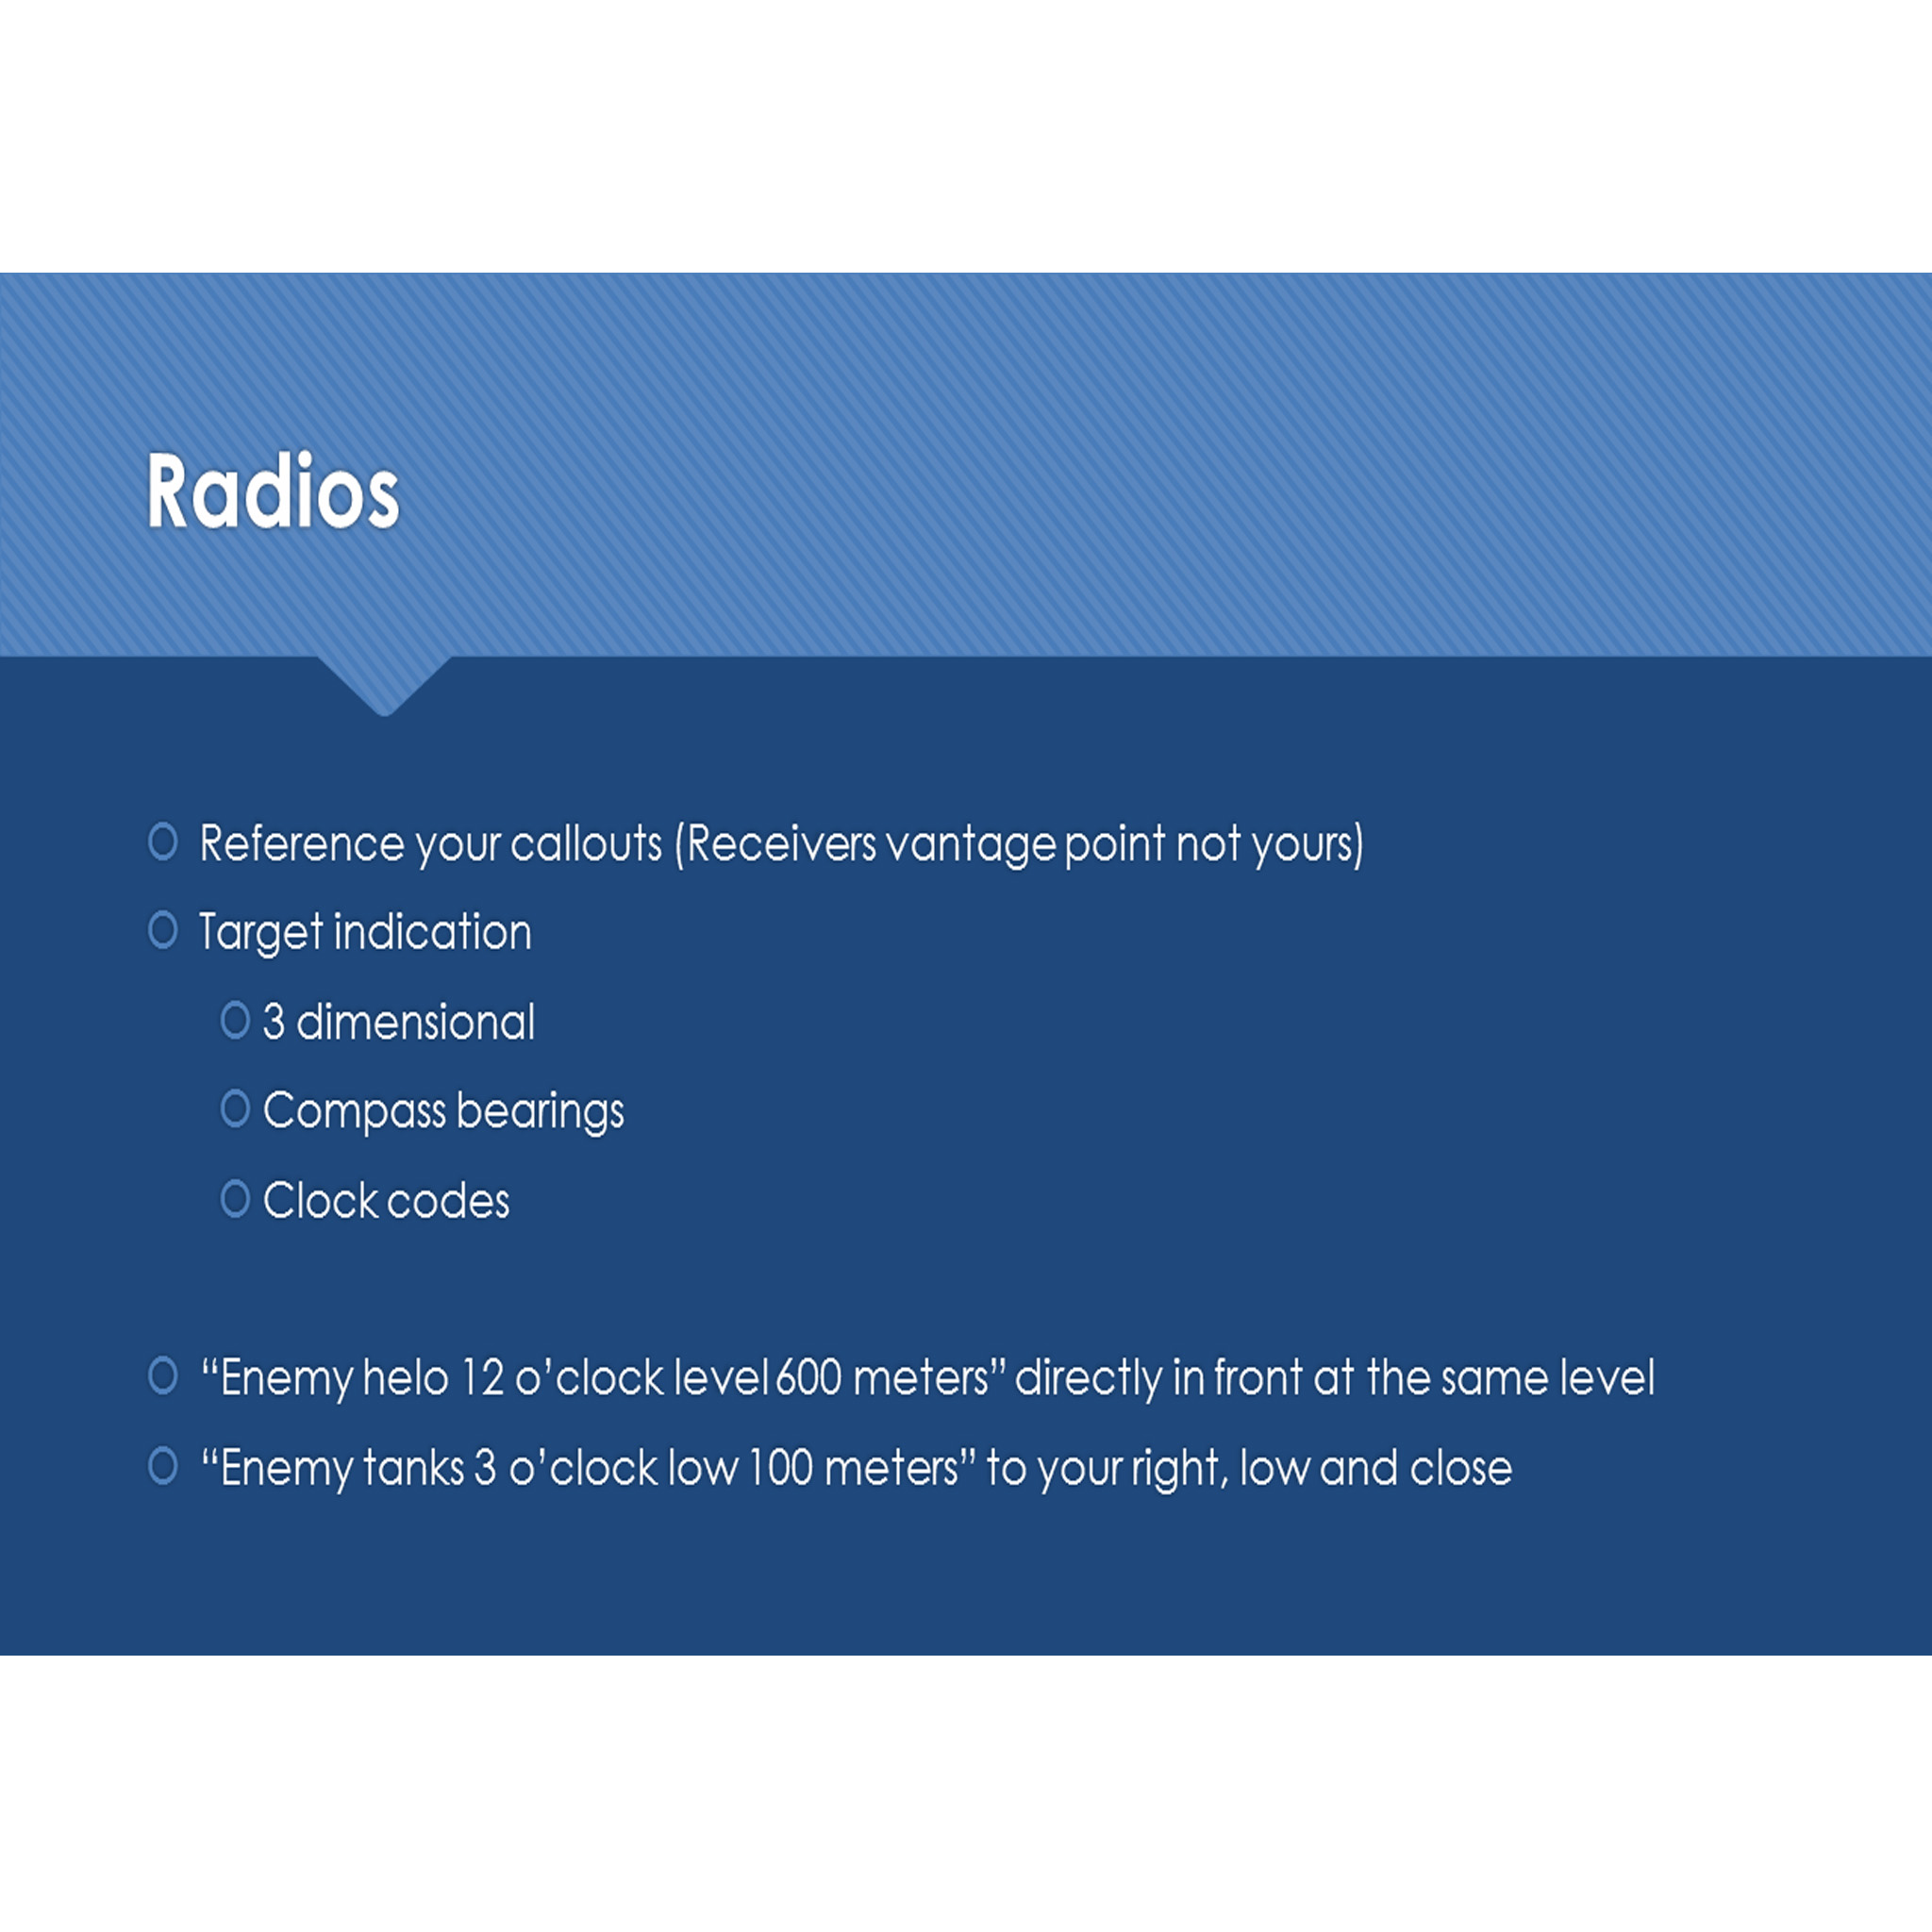 Radios
Reference your callouts (Receivers vantage point not yours)
Target indication
3 dimensional
Compass bearings
Clock codes
“Enemy helo 12 o’clock level 600 meters” directly in front at the same level
“Enemy tanks 3 o’clock low 100 meters” to your right, low and close